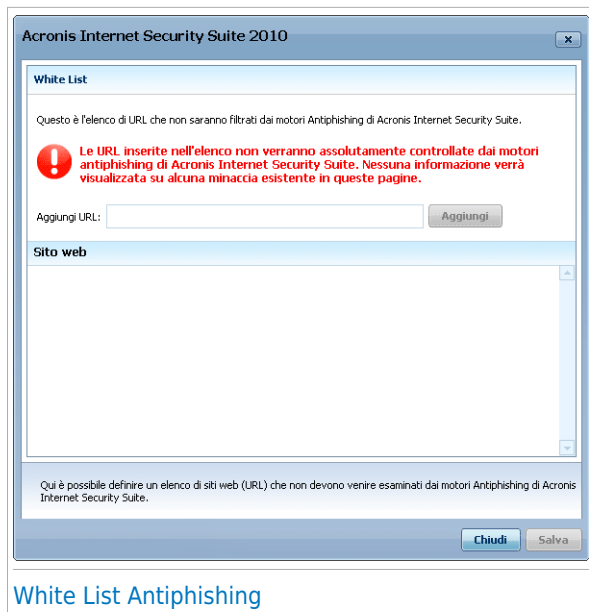 Acronis Internet Security Suite 2010
White List
Questo è l'elenco di URL che non saranno filtrati dai motori Antiphishing di Acronis Internet Security Suite.
Le URL inserite nell'elenco non verranno assolutamente controllate dai motori
antiphishing di Acronis Internet Security Suite. Nessuna informazione verrà
visualizzata su alcuna minaccia esistente in queste pagine.
Aggiungi URL:
Aggiungi
Sito web
Qui è possibile definire un elenco di siti web (URL) che non devono venire esaminati dai motori Antiphishing di Acronis
Internet Security Suite.
Chiudi
Salva
White List Antiphishing